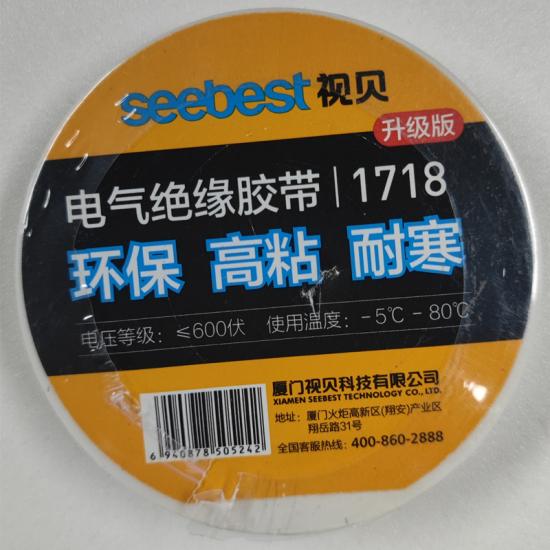 seebest 视贝
升级版
电气绝缘胶带|1718
环保 高粘 耐寒
电压等级：≤600伏 使用温度：-5℃-80℃
厦门视贝科技有限公司
XIAMEN SEEBEST TECHNOLOGY CO., LTD.
地址：厦门火炬高新区(翔安)产业区
翔岳路31号
全国客服热线：400-860-2888
6 940878 505242